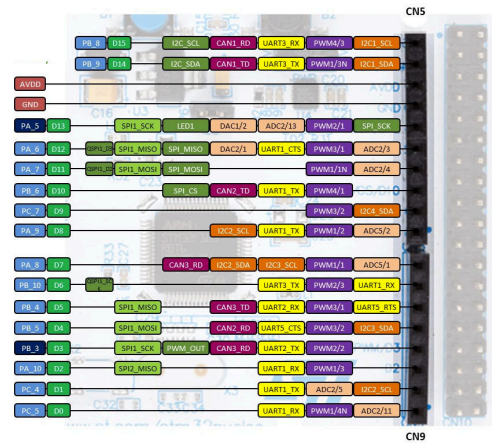 CN5
PB_8 D15 I2C_SCL CAN1_RD UART3_RX PWM4/3 I2C1_SCL
PB_9 D14 I2C_SDA CAN1_TD UART3_TX PWM1/3N I2C1_SDA
AVDD
GND
PA_5 D13 SPI1_SCK LED1 DAC1/2 ADC2/13 PWM2/1 SPI_SCK
PA_6 D12 SPI1_MISO SPI_MISO DAC2/1 UART1_CTS PWM3/1 ADC2/3
PA_7 D11 SPI1_MOSI SPI_MOSI PWM1/1N ADC2/4
PB_6 D10 SPI_CS CAN2_TD UART1_TX PWM4/1
PC_7 D9 PWM3/2 I2C4_SDA
PA_9 D8 I2C2_SCL UART1_TX PWM1/2 ADC5/2
PA_8 D7 CAN3_RD I2C2_SDA I2C3_SCL PWM1/1 ADC5/1
PB_10 D6 UART3_TX PWM2/3 UART1_RX
PB_4 D5 SPI1_MISO CAN3_TD UART2_RX PWM3/1 UART5_RTS
PB_5 D4 SPI1_MOSI CAN2_RD UART5_CTS PWM3/2 I2C3_SDA
PB_3 D3 SPI1_SCK PWM_OUT CAN3_RD UART2_TX PWM2/2
PA_10 D2 SPI2_MISO UART1_RX PWM1/3
PC_4 D1 UART1_TX ADC2/5 I2C2_SCL
PC_5 D0 UART1_RX PWM1/4N ADC2/11
CN9
CN10